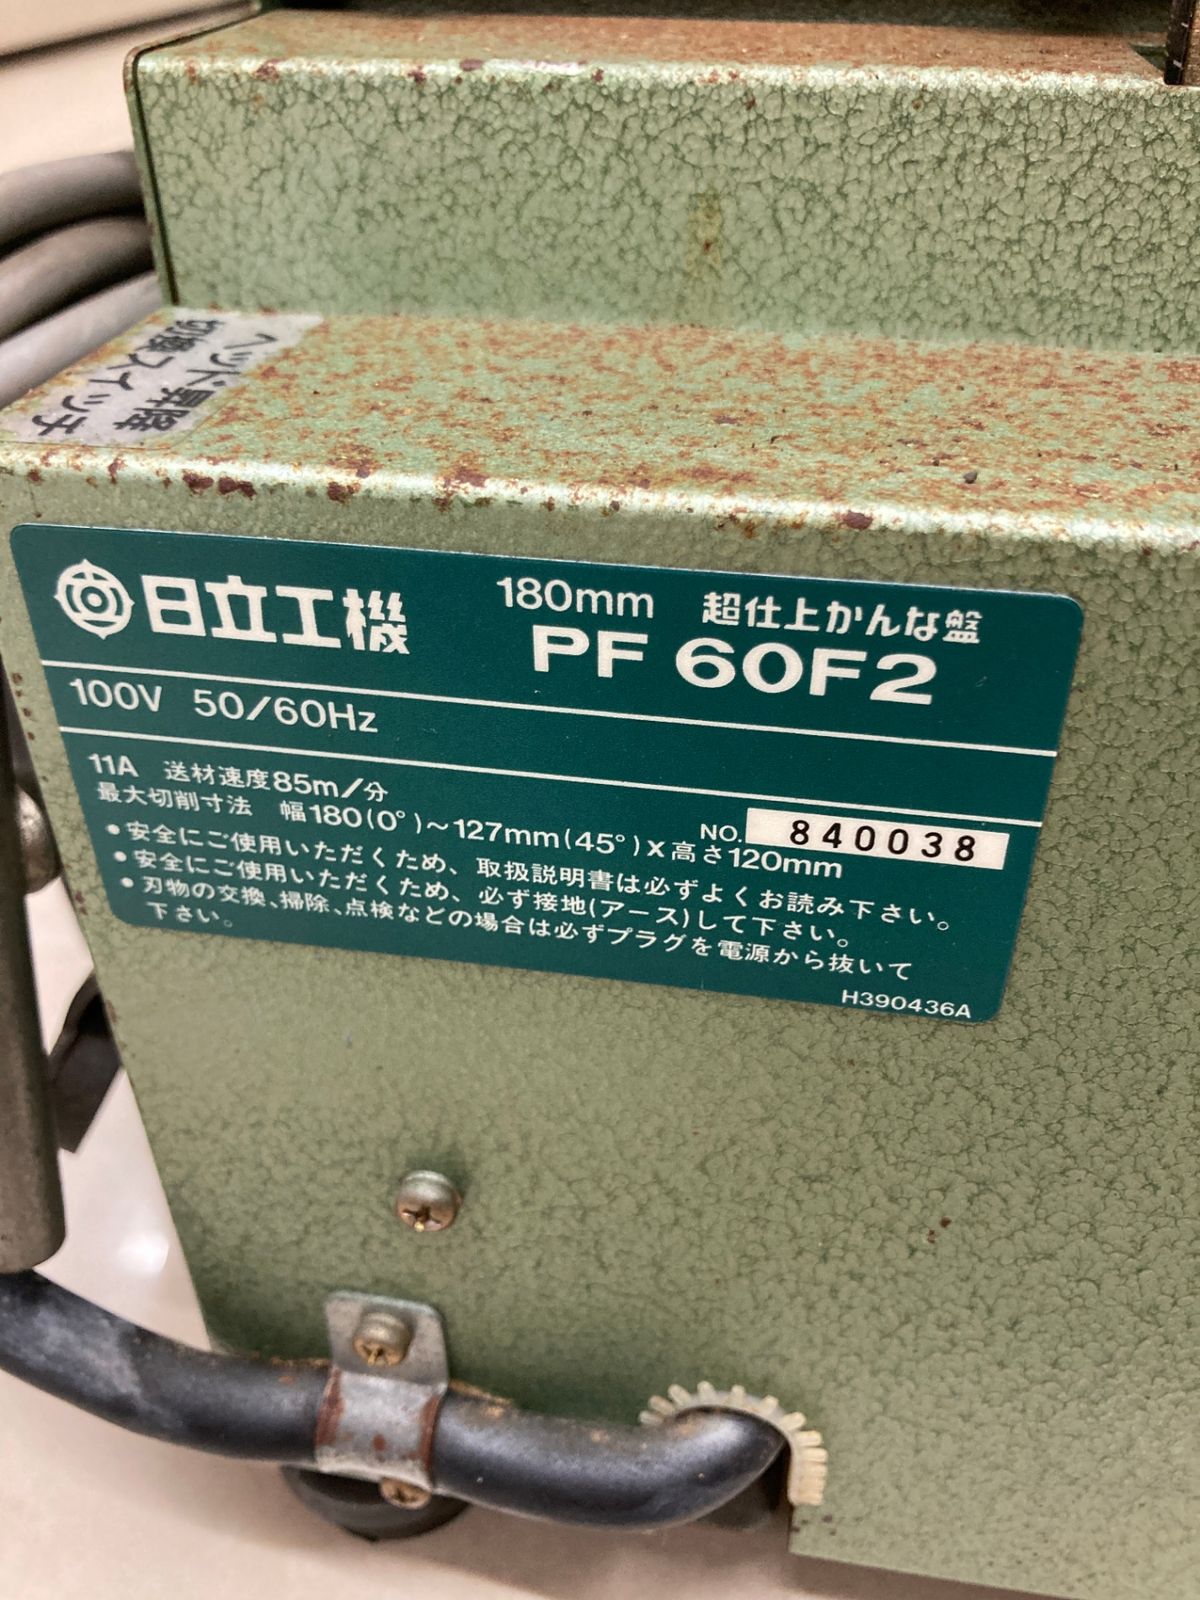 ヘッド昇降
切換スイッチ
日立工機
180mm 超仕上かんな盤
PF 60F2
100V 50/60Hz
11A 送材速度85m/分
NO. 840038
最大切削寸法 幅180(0°)～127mm(45°)x高さ120mm
●安全にご使用いただくため、取扱説明書は必ずよくお読み下さい。
●安全にご使用いただくため、必ず接地(アース)して下さい。
●刃物の交換、掃除、点検などの場合は必ずプラグを電源から抜いて
下さい。
H390436A